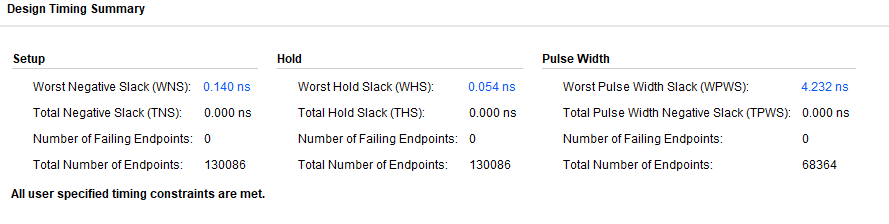 Design Timing Summary
Setup Hold Pulse Width
Worst Negative Slack (WNS): 0.140 ns Worst Hold Slack (WHS): 0.054 ns Worst Pulse Width Slack (WPWS): 4.232 ns
Total Negative Slack (TNS): 0.000 ns Total Hold Slack (THS): 0.000 ns Total Pulse Width Negative Slack (TPWS): 0.000 ns
Number of Failing Endpoints: 0 Number of Failing Endpoints: 0 Number of Failing Endpoints: 0
Total Number of Endpoints: 130086 Total Number of Endpoints: 130086 Total Number of Endpoints: 68364
All user specified timing constraints are met.